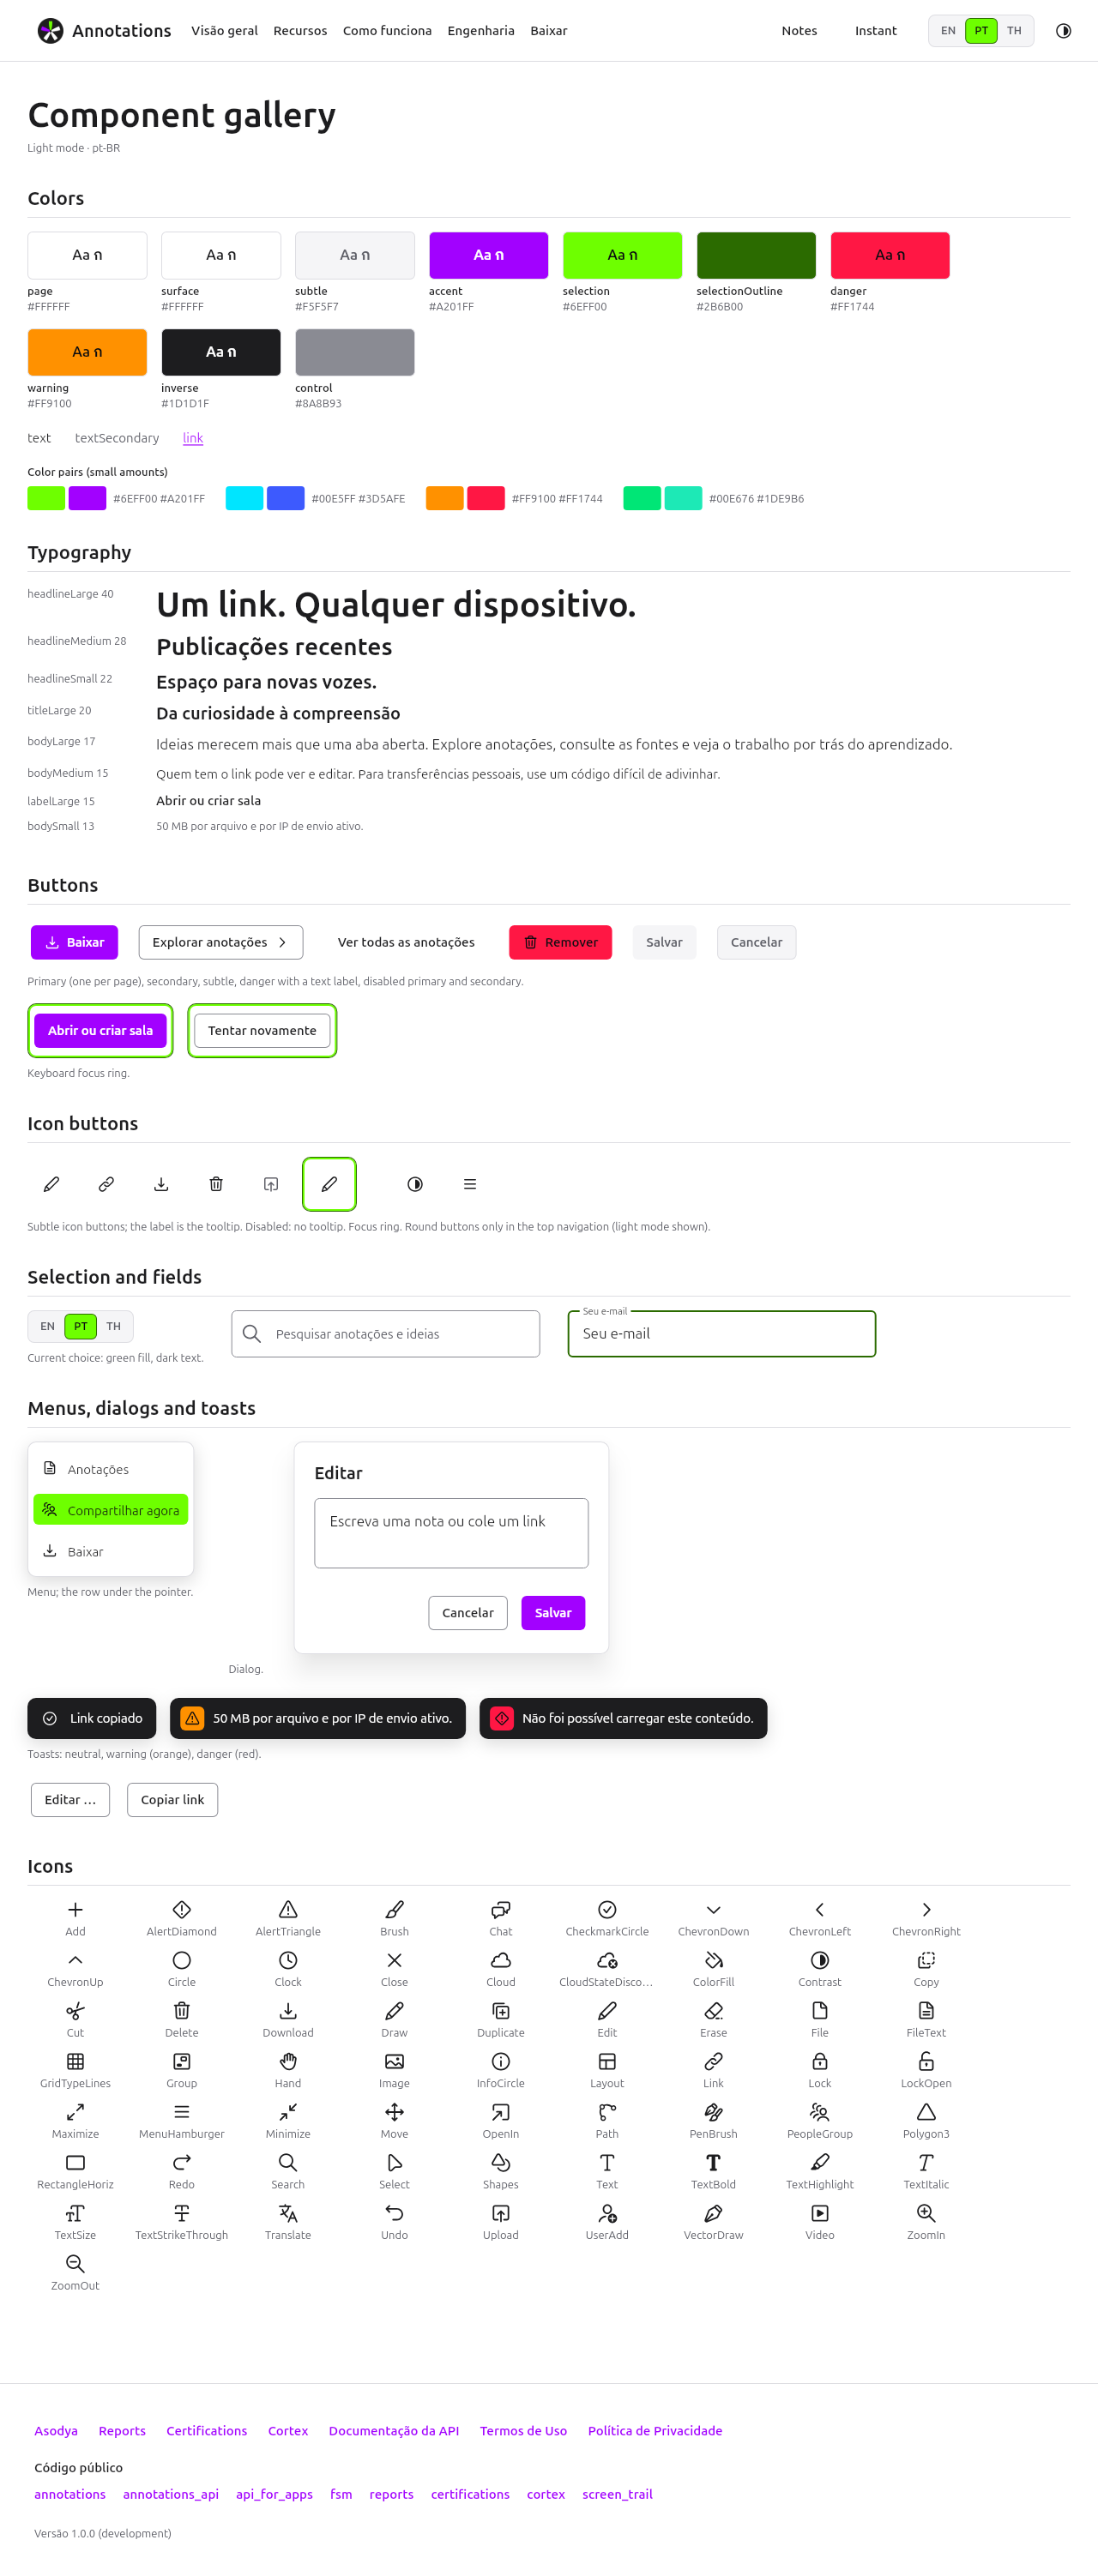 Annotations Visão geral Recursos Como funciona Engenharia Baixar Notes Instant EN PT TH
Component gallery
Light mode · pt-BR
Colors
Aa ก Aa ก Aa ก Aa ก Aa ก Aa ก
page surface subtle accent selection selectionOutline danger
#FFFFFF #FFFFFF #F5F5F7 #A201FF #6EFF00 #2B6B00 #FF1744
Aa ก Aa ก
warning inverse control
#FF9100 #1D1D1F #8A8B93
text textSecondary link
Color pairs (small amounts)
#6EFF00 #A201FF #00E5FF #3D5AFE #FF9100 #FF1744 #00E676 #1DE9B6
Typography
headlineLarge 40 Um link. Qualquer dispositivo.
headlineMedium 28 Publicações recentes
headlineSmall 22 Espaço para novas vozes.
titleLarge 20 Da curiosidade à compreensão
bodyLarge 17 Ideias merecem mais que uma aba aberta. Explore anotações, consulte as fontes e veja o trabalho por trás do aprendizado.
bodyMedium 15 Quem tem o link pode ver e editar. Para transferências pessoais, use um código difícil de adivinhar.
labelLarge 15 Abrir ou criar sala
bodySmall 13 50 MB por arquivo e por IP de envio ativo.
Buttons
Baixar Explorar anotações Ver todas as anotações Remover Salvar Cancelar
Primary (one per page), secondary, subtle, danger with a text label, disabled primary and secondary.
Abrir ou criar sala Tentar novamente
Keyboard focus ring.
Icon buttons
Subtle icon buttons; the label is the tooltip. Disabled: no tooltip. Focus ring. Round buttons only in the top navigation (light mode shown).
Selection and fields
Seu e-mail
EN PT TH Pesquisar anotações e ideias Seu e-mail
Current choice: green fill, dark text.
Menus, dialogs and toasts
Anotações
Compartilhar agora
Baixar
Menu; the row under the pointer.
Editar
Escreva uma nota ou cole um link
Cancelar Salvar
Dialog.
Link copiado 50 MB por arquivo e por IP de envio ativo. Não foi possível carregar este conteúdo.
Toasts: neutral, warning (orange), danger (red).
Editar … Copiar link
Icons
Add AlertDiamond AlertTriangle Brush Chat CheckmarkCircle ChevronDown ChevronLeft ChevronRight
ChevronUp Circle Clock Close Cloud CloudStateDisco… ColorFill Contrast Copy
Cut Delete Download Draw Duplicate Edit Erase File FileText
GridTypeLines Group Hand Image InfoCircle Layout Link Lock LockOpen
Maximize MenuHamburger Minimize Move OpenIn Path PenBrush PeopleGroup Polygon3
RectangleHoriz Redo Search Select Shapes Text TextBold TextHighlight TextItalic
TextSize TextStrikeThrough Translate Undo Upload UserAdd VectorDraw Video ZoomIn
ZoomOut
Asodya Reports Certifications Cortex Documentação da API Termos de Uso Política de Privacidade
Código público
annotations annotations_api api_for_apps fsm reports certifications cortex screen_trail
Versão 1.0.0 (development)